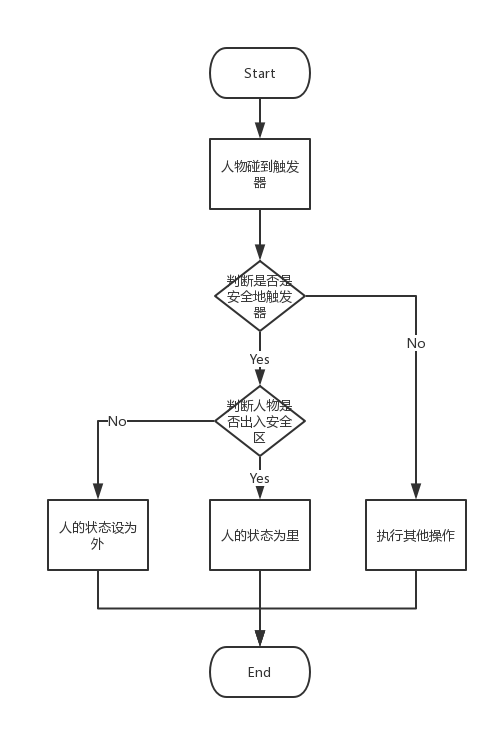 Start
人物碰到触发
器
判断是否是
安全地触发
器
No
Yes
判断人物是
否出入安全
区
No
Yes
人的状态设为
外
人的状态为里
执行其他操作
End